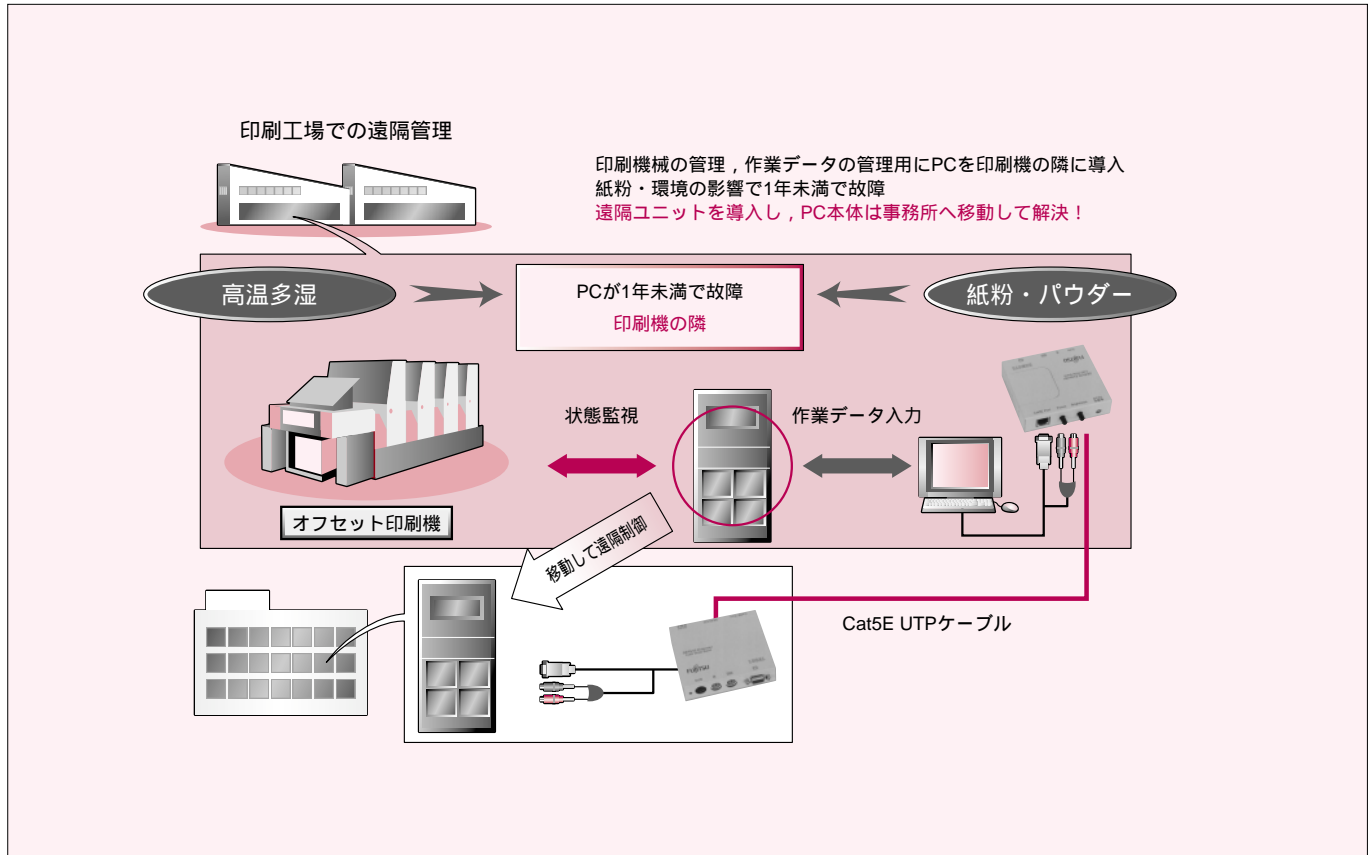 印刷工場での遠隔管理
印刷機械の管理，作業データの管理用にPCを印刷機の隣に導入
紙粉・環境の影響で1年未満で故障
遠隔ユニットを導入し，PC本体は事務所へ移動して解決！
高温多湿
PCが1年未満で故障
印刷機の隣
紙粉・パウダー
状態監視
作業データ入力
オフセット印刷機
移動して遠隔制御
Cat5E UTPケーブル
FUJITSU